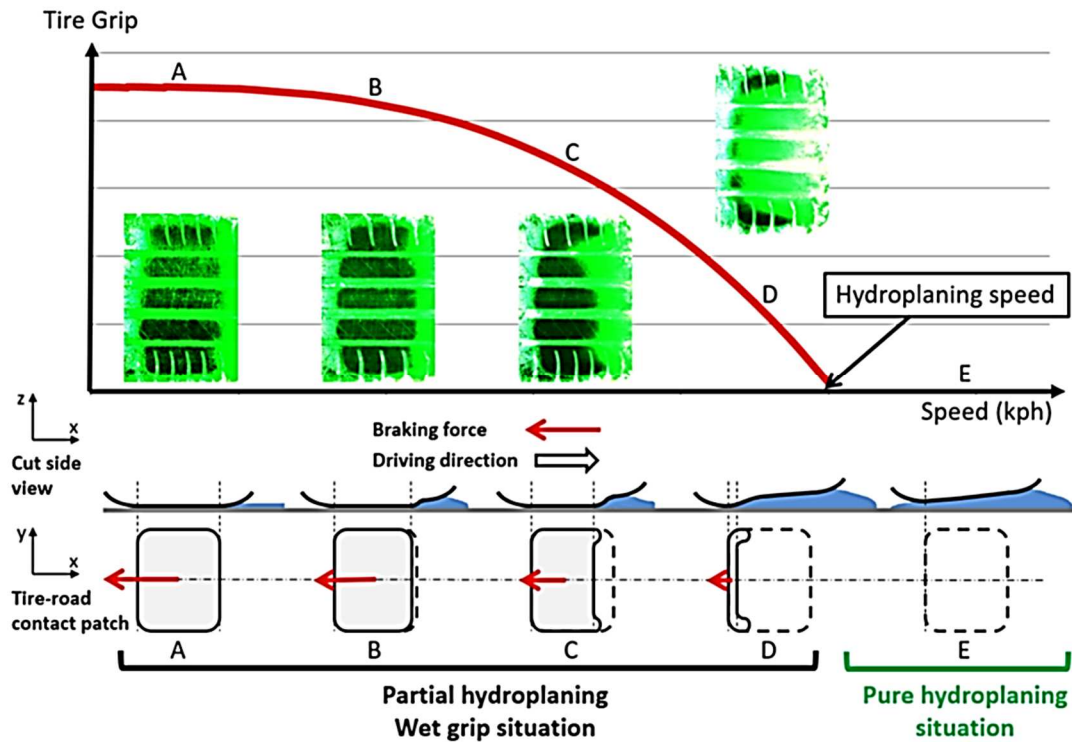 Tire Grip
A
B
C
D
Hydroplaning speed
E
Speed (kph)
z
x
Cut side
view
Braking force
Driving direction
y
x
Tire-road
contact patch
A
B
C
D
E
Partial hydroplaning
Wet grip situation
Pure hydroplaning
situation